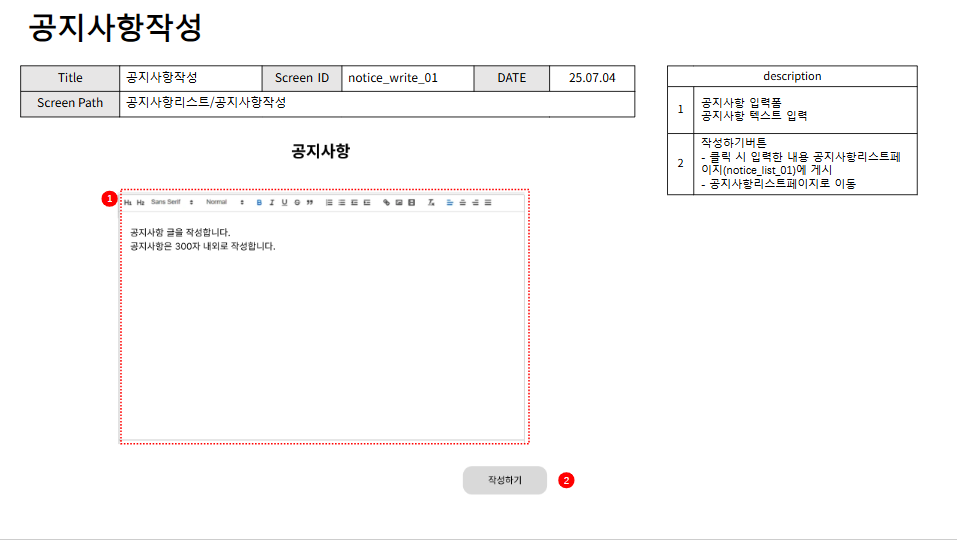 공지사항작성
Title 공지사항작성 Screen ID notice_write_01 DATE 25.07.04
Screen Path 공지사항리스트/공지사항작성
description
1 공지사항 입력폼
공지사항 텍스트 입력
2 작성하기버튼
- 클릭 시 입력한 내용 공지사항리스트페
이지(notice_list_01)에 게시
- 공지사항리스트페이지로 이동
공지사항
1
H1 H2 Sans Serif Normal B I U S
공지사항 글을 작성합니다.
공지사항은 300자 내외로 작성합니다.
작성하기 2